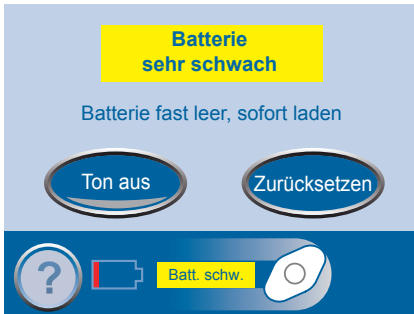 Batterie
sehr schwach
Batterie fast leer, sofort laden
Ton aus
Zurücksetzen
?
Batt. schw.